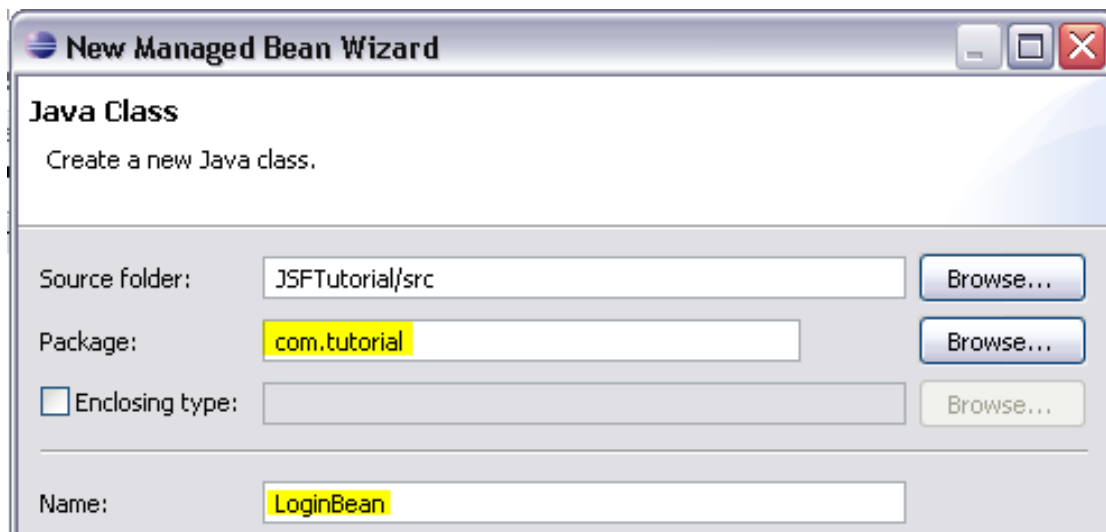 New Managed Bean Wizard
Java Class
Create a new Java class.
Source folder: JSFTutorial/src Browse...
Package: com.tutorial Browse...
Enclosing type: Browse...
Name: LoginBean